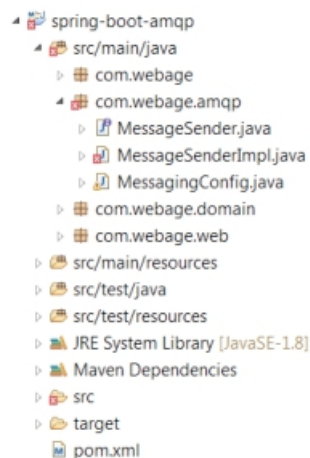 spring-boot-amqp
src/main/java
com.webage
com.webage.amqp
MessageSender.java
MessageSenderImpl.java
MessagingConfig.java
com.webage.domain
com.webage.web
src/main/resources
src/test/java
src/test/resources
JRE System Library [JavaSE-1.8]
Maven Dependencies
src
target
pom.xml